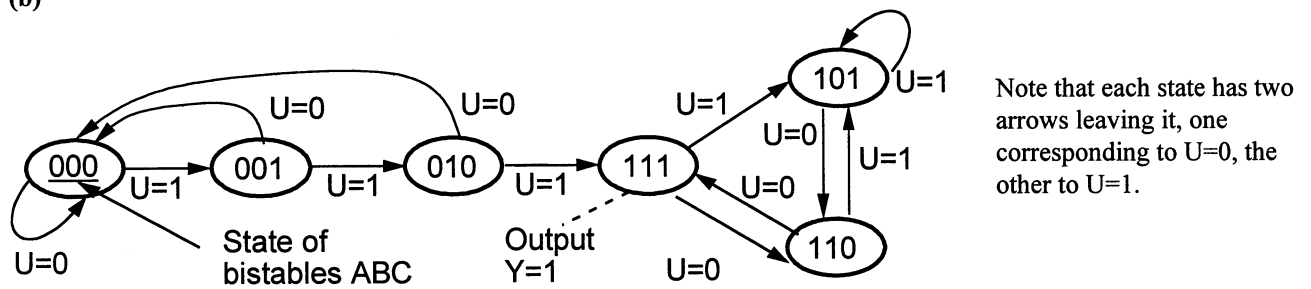 (b)
U=0
U=0
U=1
101
U=1
U=0
U=1
000
U=1
001
U=1
010
U=1
111
U=0
110
U=0
U=0
State of
bistables ABC
Output
Y=1
Note that each state has two
arrows leaving it, one
corresponding to U=0, the
other to U=1.